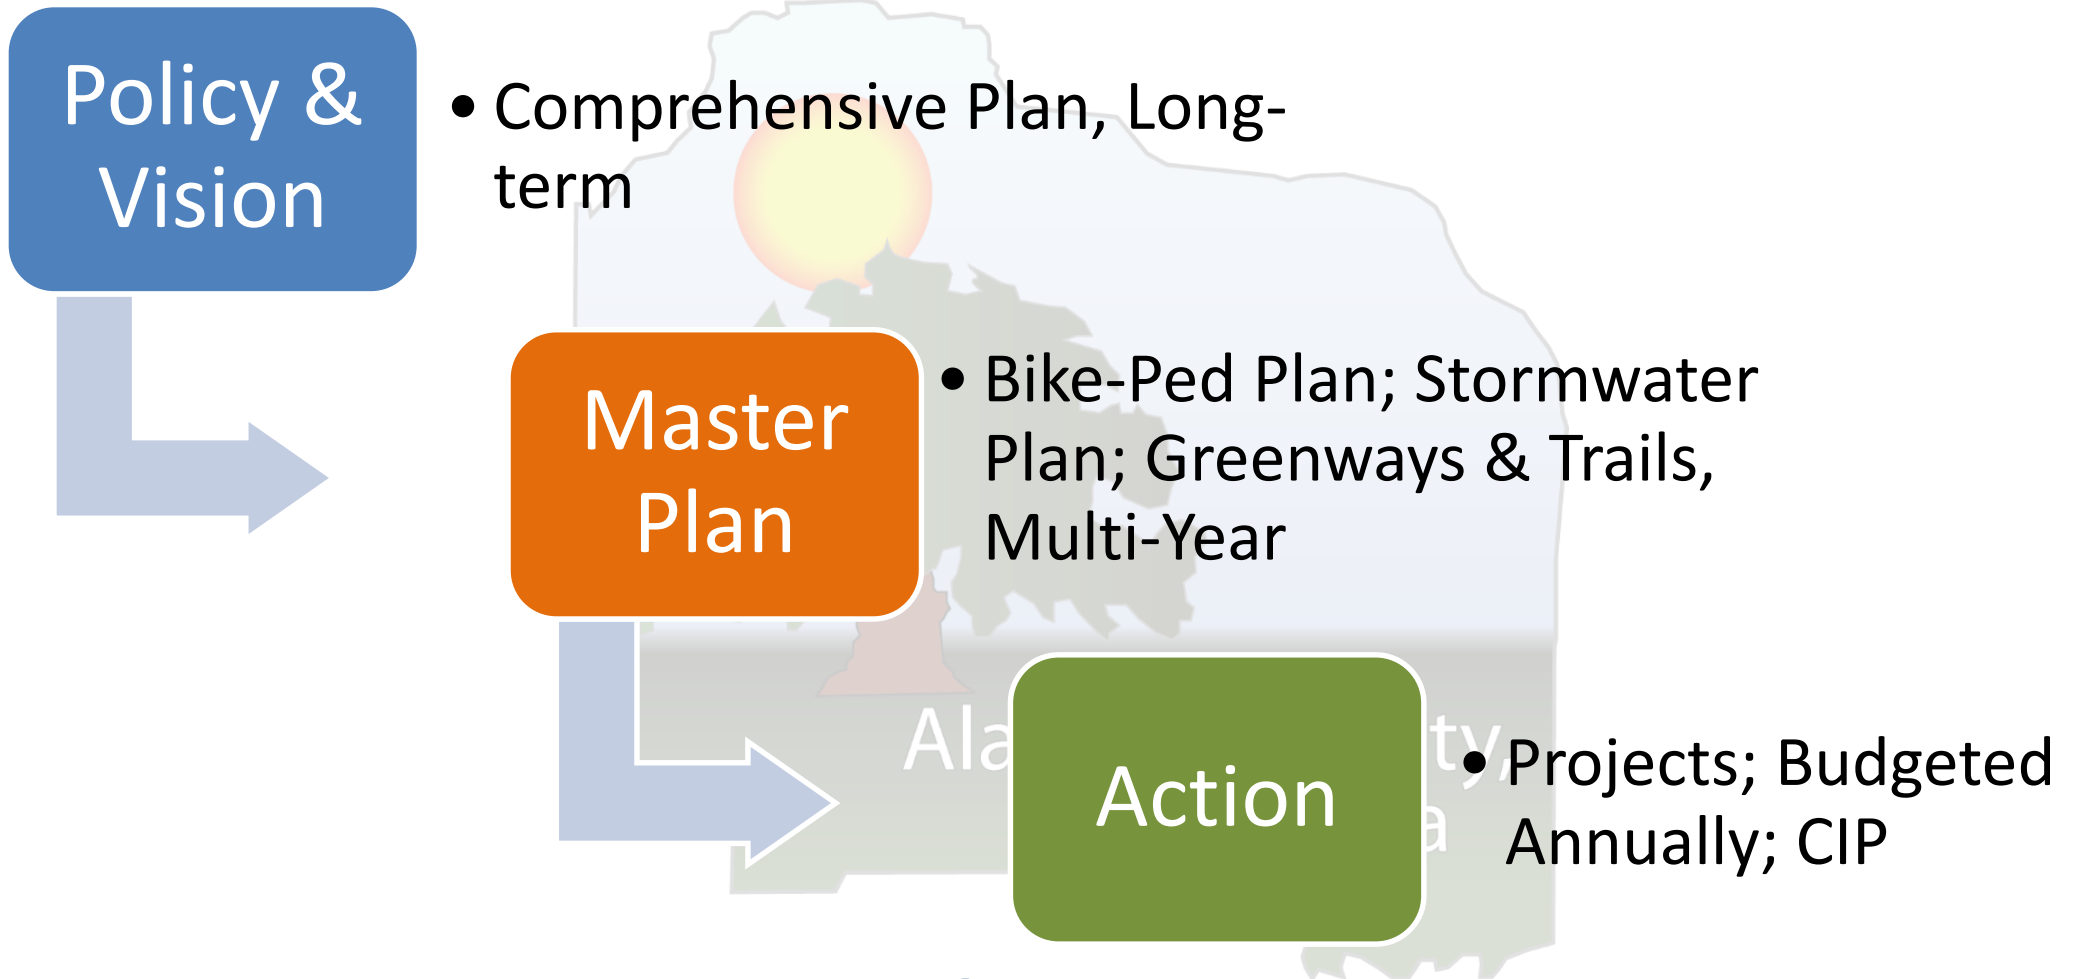 Policy &
Vision
• Comprehensive Plan, Long-
term
Master
Plan
• Bike-Ped Plan; Stormwater
Plan; Greenways & Trails,
Multi-Year
Action
• Projects; Budgeted
Annually; CIP